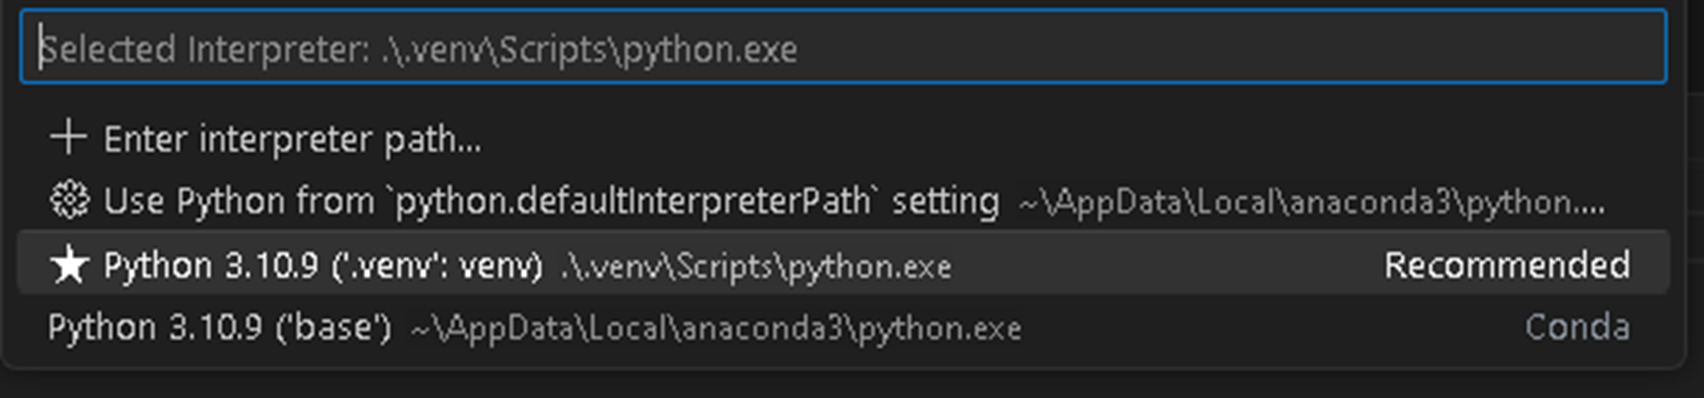 Selected Interpreter: .\.venv\Scripts\python.exe
Enter interpreter path...
Use Python from `python.defaultInterpreterPath` setting ~\AppData\Local\anaconda3\python....
Python 3.10.9 ('.venv': venv) .\.venv\Scripts\python.exe Recommended
Python 3.10.9 ('base') ~\AppData\Local\anaconda3\python.exe Conda